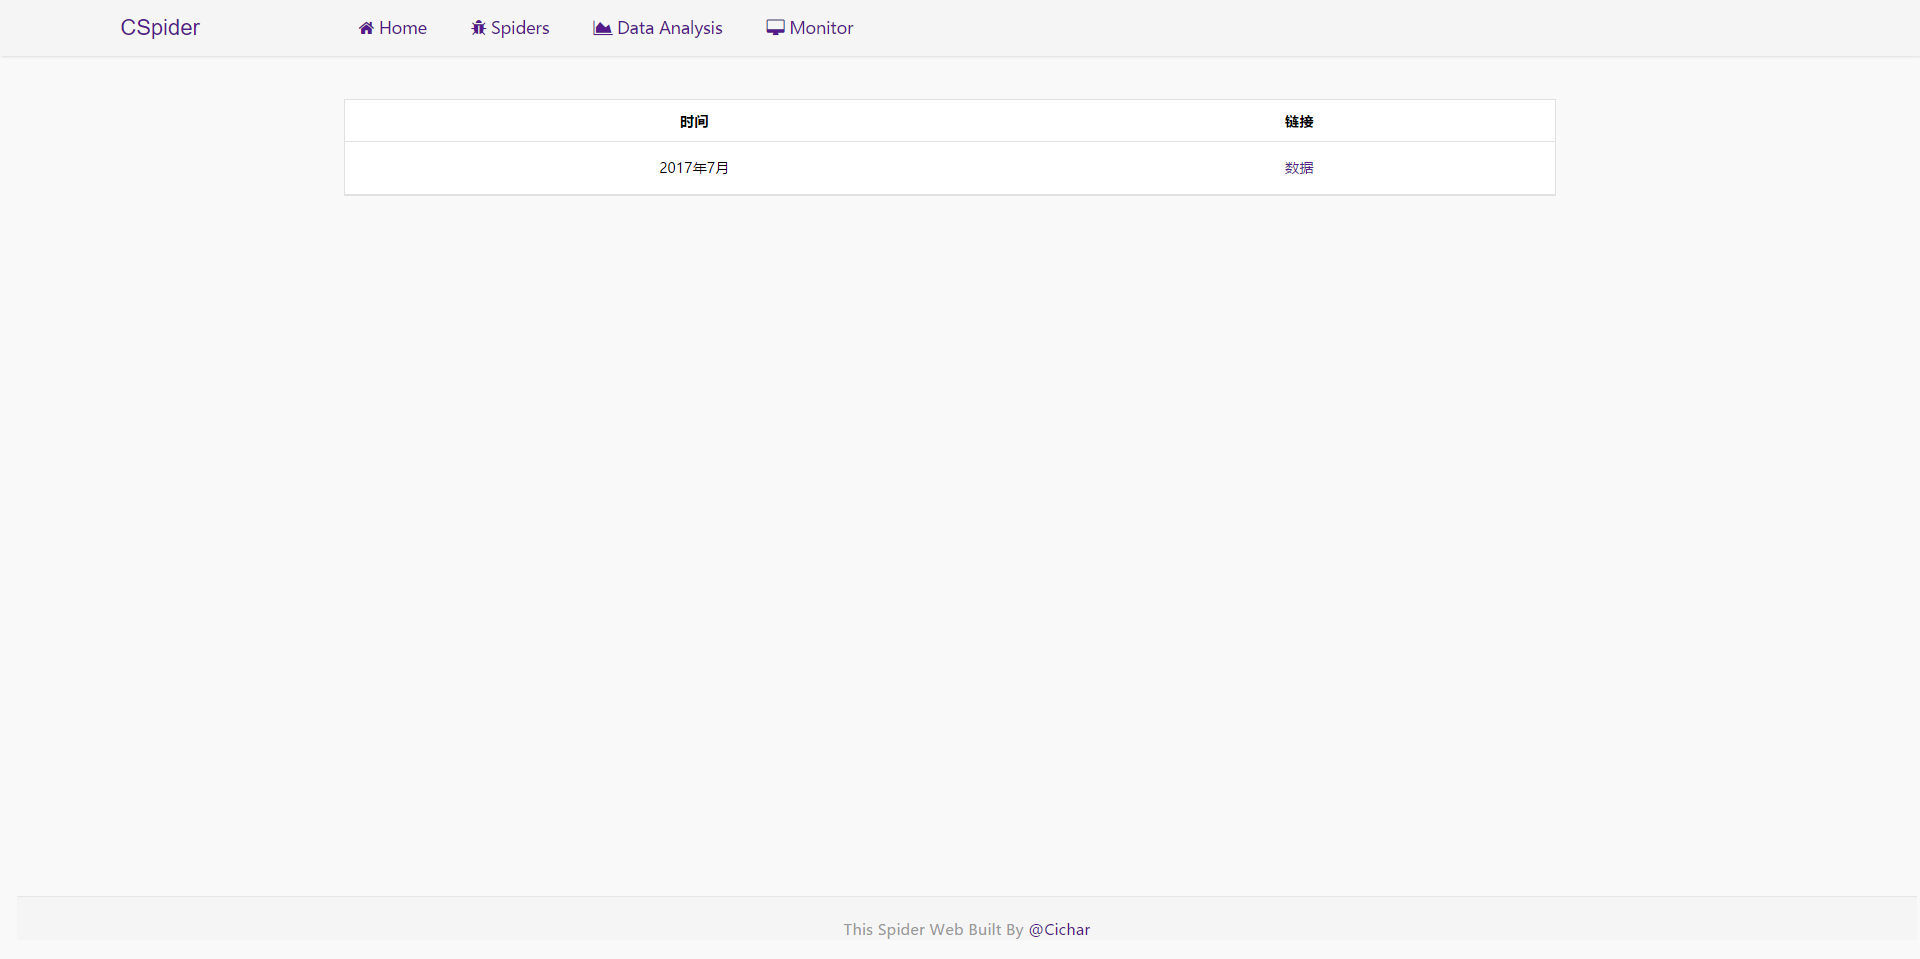 CSpider Home Spiders Data Analysis Monitor
时间 链接
2017年7月 数据
This Spider Web Built By @Cichar